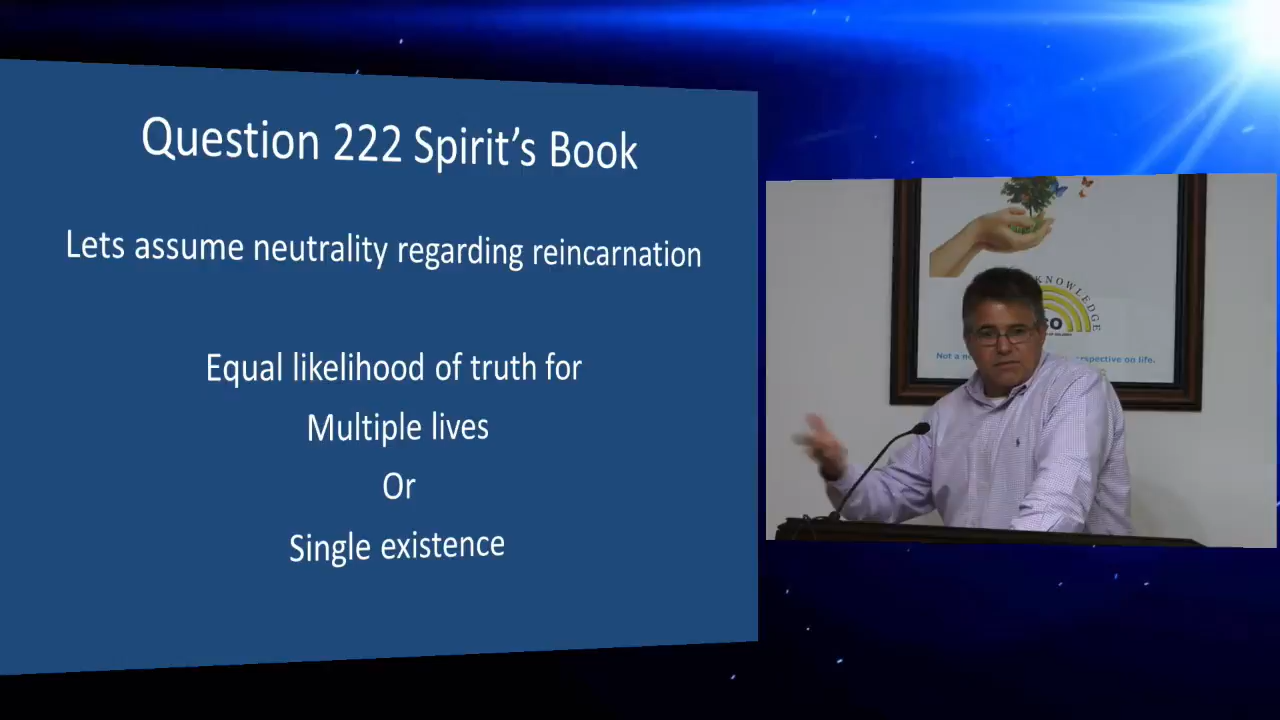 Question 222 Spirit's Book
Lets assume neutrality regarding reincarnation
Equal likelihood of truth for
Multiple lives
Or
Single existence
KNOWLEDGE
Not a
rspective on life.